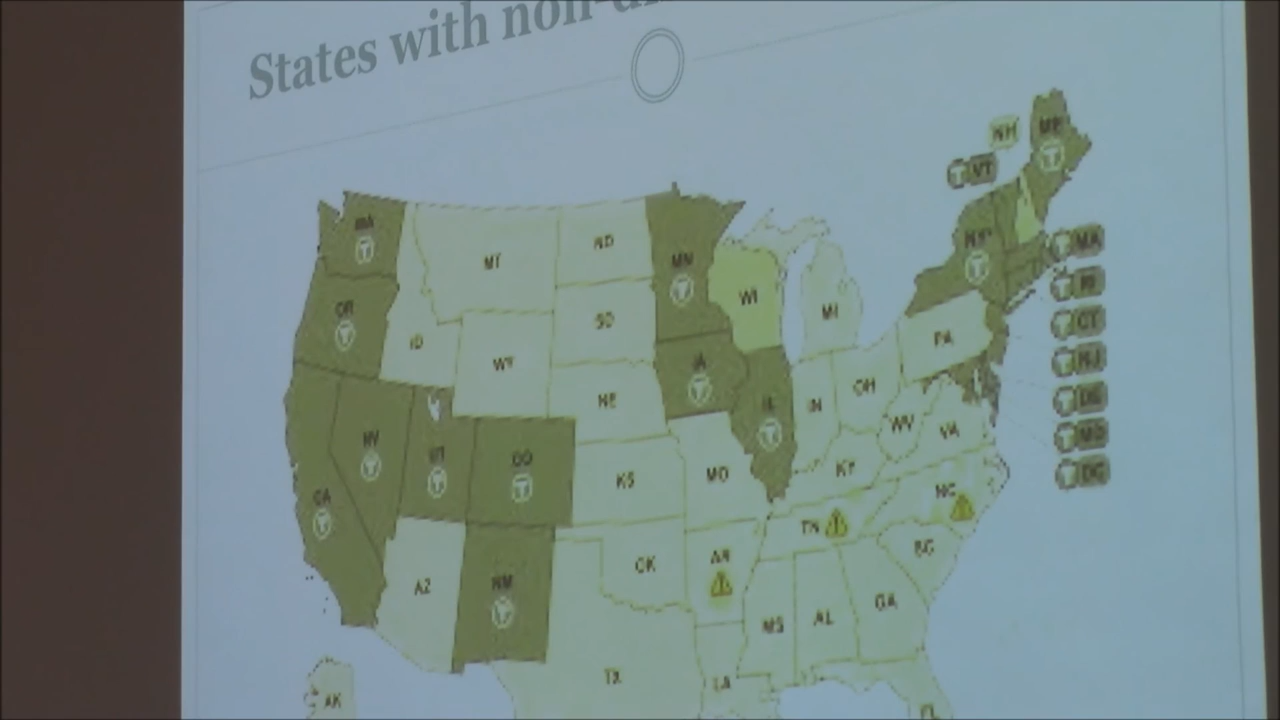 States with non-
NH
ME
VT
WA
MT
ND
MN
NY
MA
OR
ID
SD
WI
MI
RI
WY
IA
PA
CT
NE
IL
IN
OH
NJ
NV
UT
CO
KS
MO
WV
VA
DE
CA
KY
MD
NC
DC
TN
AZ
NM
OK
AR
SC
MS
AL
GA
TX
LA
AK
FL